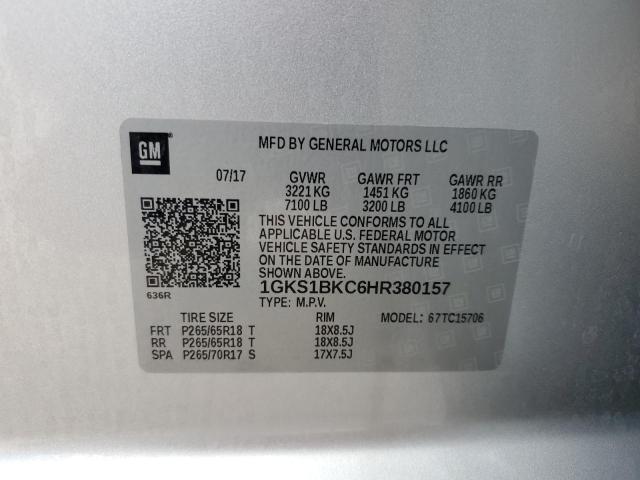 GM
MFD BY GENERAL MOTORS LLC
07/17 GVWR GAWR FRT GAWR RR
3221 KG 1451 KG 1860 KG
7100 LB 3200 LB 4100 LB
THIS VEHICLE CONFORMS TO ALL
APPLICABLE U.S. FEDERAL MOTOR
VEHICLE SAFETY STANDARDS IN EFFECT
ON THE DATE OF MANUFACTURE
SHOWN ABOVE.
636R
1GKS1BKC6HR380157
TYPE: M.P.V.
TIRE SIZE RIM MODEL: 67TC15706
FRT P265/65R18 T 18X8.5J
RR P265/65R18 T 18X8.5J
SPA P265/70R17 S 17X7.5J